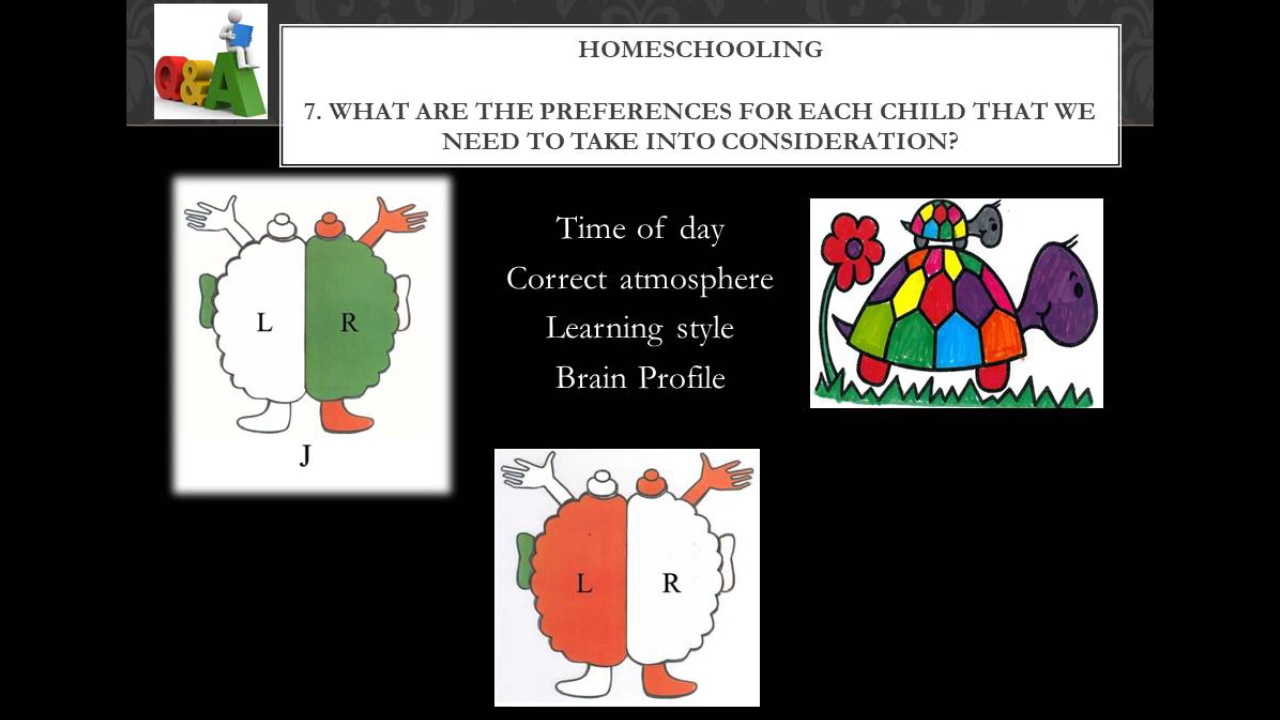 Q&A
HOMESCHOOLING
7. WHAT ARE THE PREFERENCES FOR EACH CHILD THAT WE
NEED TO TAKE INTO CONSIDERATION?
L R
J
Time of day
Correct atmosphere
Learning style
Brain Profile
L R